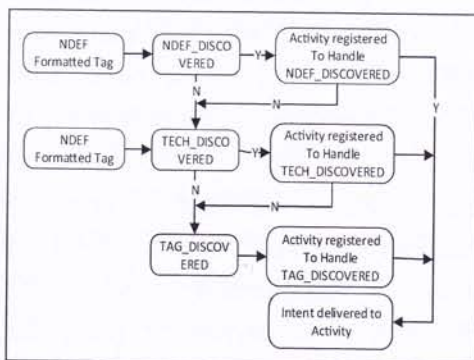 NDEF
Formatted Tag
NDEF_DISCO
VERED
Y
Activity registered
To Handle
NDEF_DISCOVERED
N
N
Y
NDEF
Formatted Tag
TECH_DISCO
VERED
Y
Activity registered
To Handle
TECH_DISCOVERED
N
N
TAG_DISCOV
ERED
Activity registered
To Handle
TAG_DISCOVERED
Intent delivered to
Activity